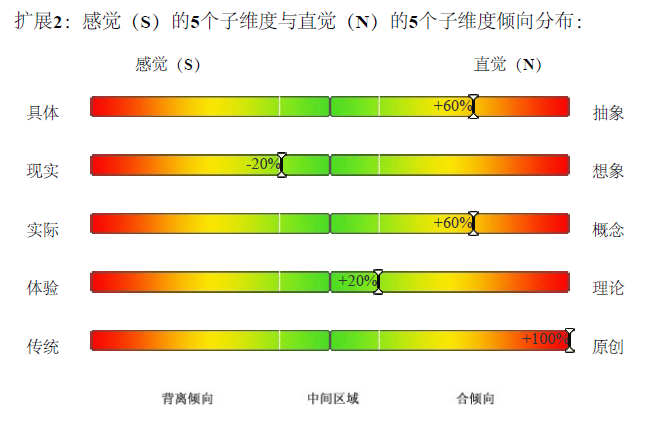 扩展2：感觉（S）的5个子维度与直觉（N）的5个子维度倾向分布：
感觉（S） 直觉（N）
具体 +60% 抽象
现实 -20% 想象
实际 +60% 概念
体验 +20% 理论
传统 +100% 原创
背离倾向 中间区域 合倾向